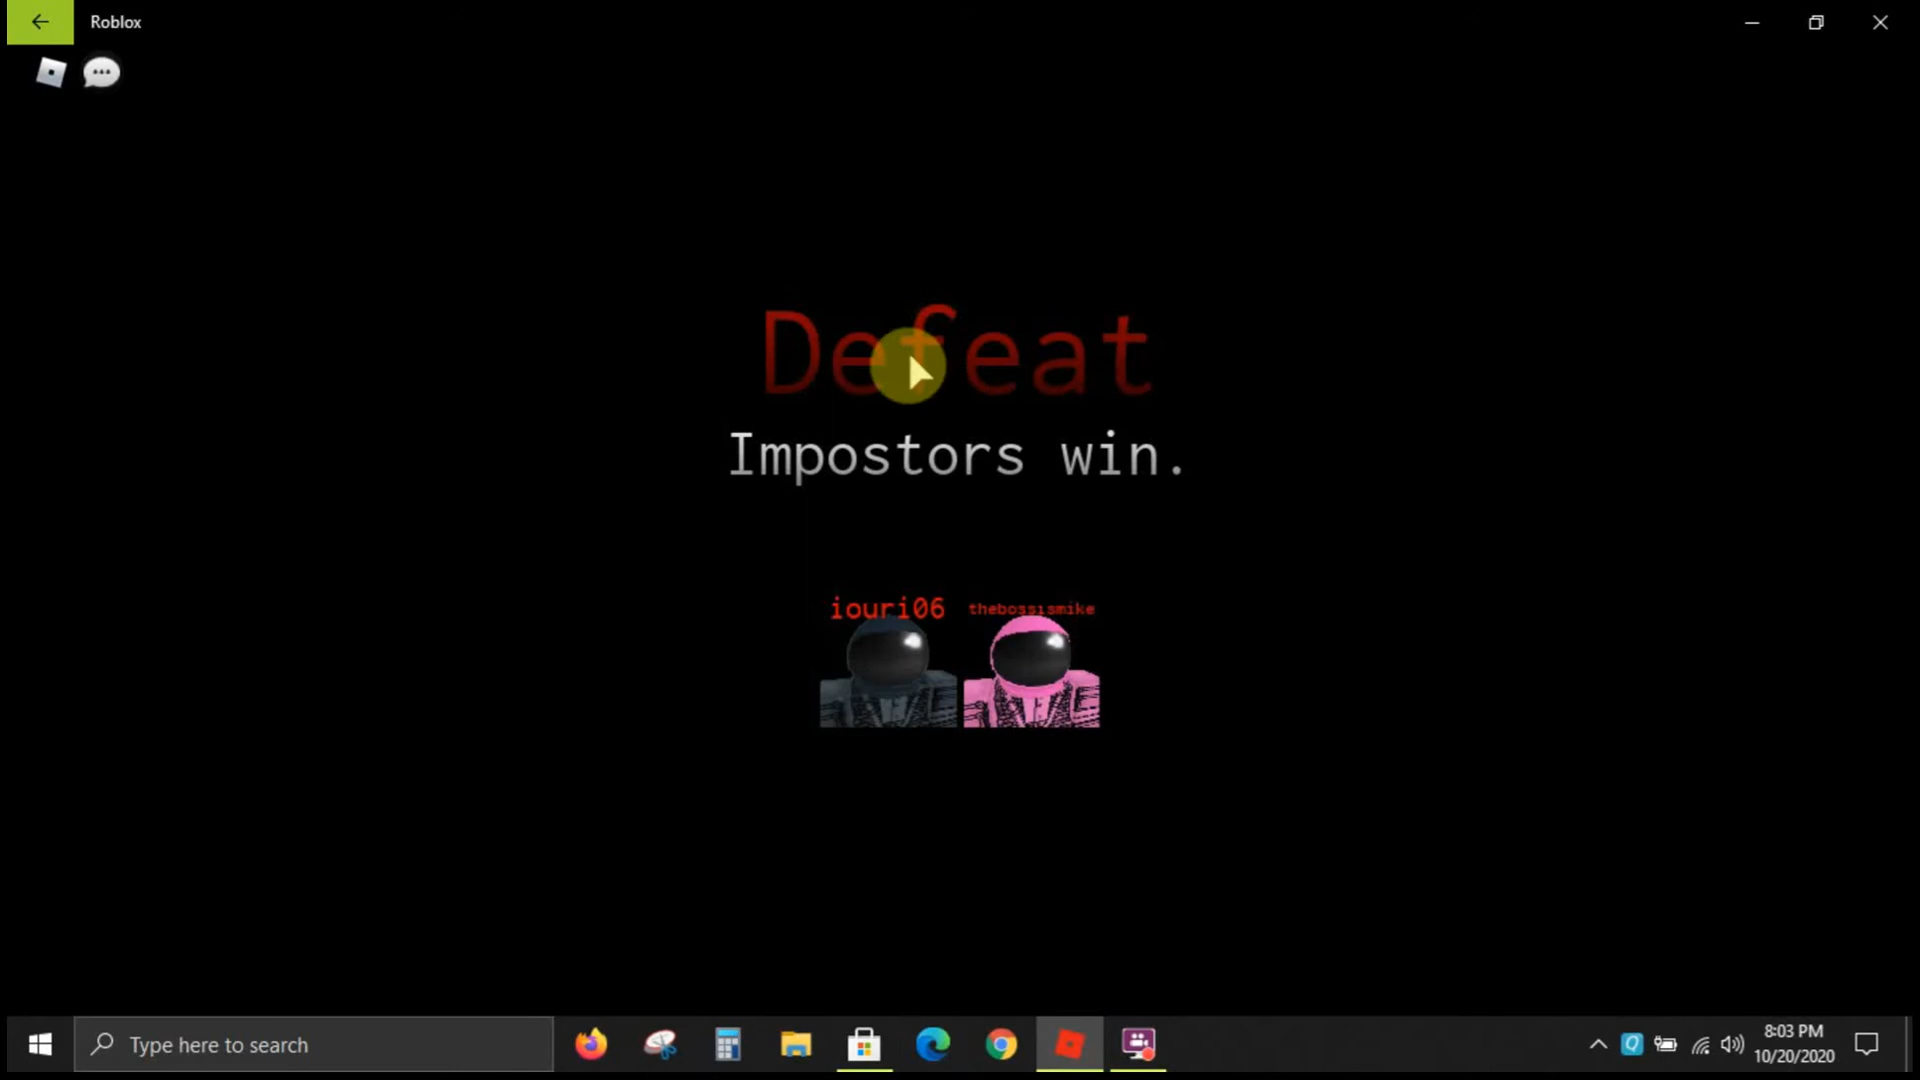 Roblox
Defeat
Impostors win.
iouri06 thebossismike
Type here to search
8:03 PM
10/20/2020